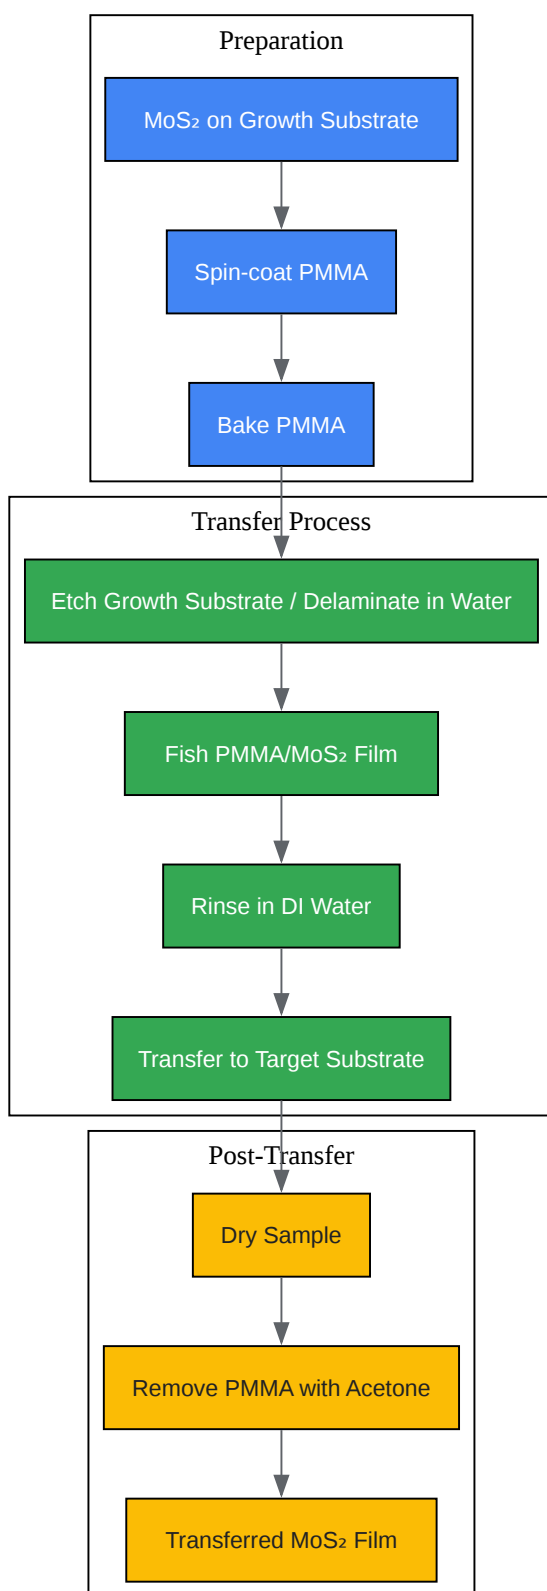 Preparation
MoS₂ on Growth Substrate
Spin-coat PMMA
Bake PMMA
Transfer Process
Etch Growth Substrate / Delaminate in Water
Fish PMMA/MoS₂ Film
Rinse in DI Water
Transfer to Target Substrate
Post-Transfer
Dry Sample
Remove PMMA with Acetone
Transferred MoS₂ Film